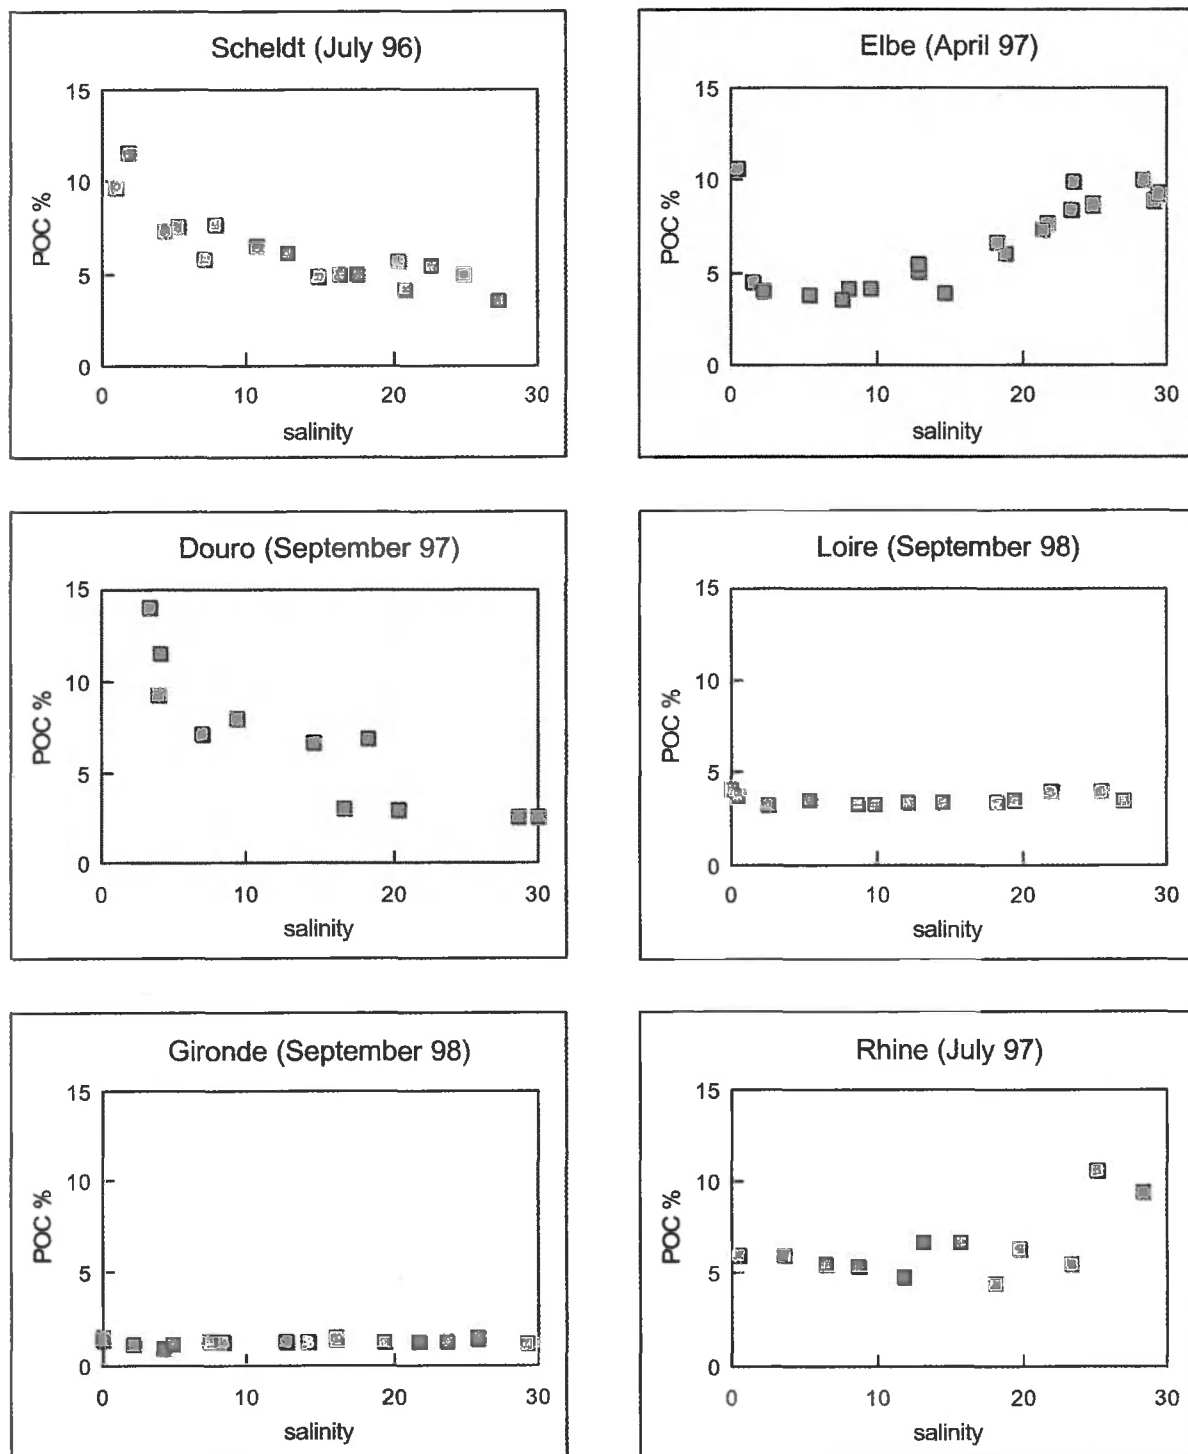 Scheldt (July 96)
15
10
5
0
POC %
0 10 20 30
salinity
Elbe (April 97)
15
10
5
0
POC %
0 10 20 30
salinity
Douro (September 97)
15
10
5
0
POC %
0 10 20 30
salinity
Loire (September 98)
15
10
5
0
POC %
0 10 20 30
salinity
Gironde (September 98)
15
10
5
0
POC %
0 10 20 30
salinity
Rhine (July 97)
15
10
5
0
POC %
0 10 20 30
salinity